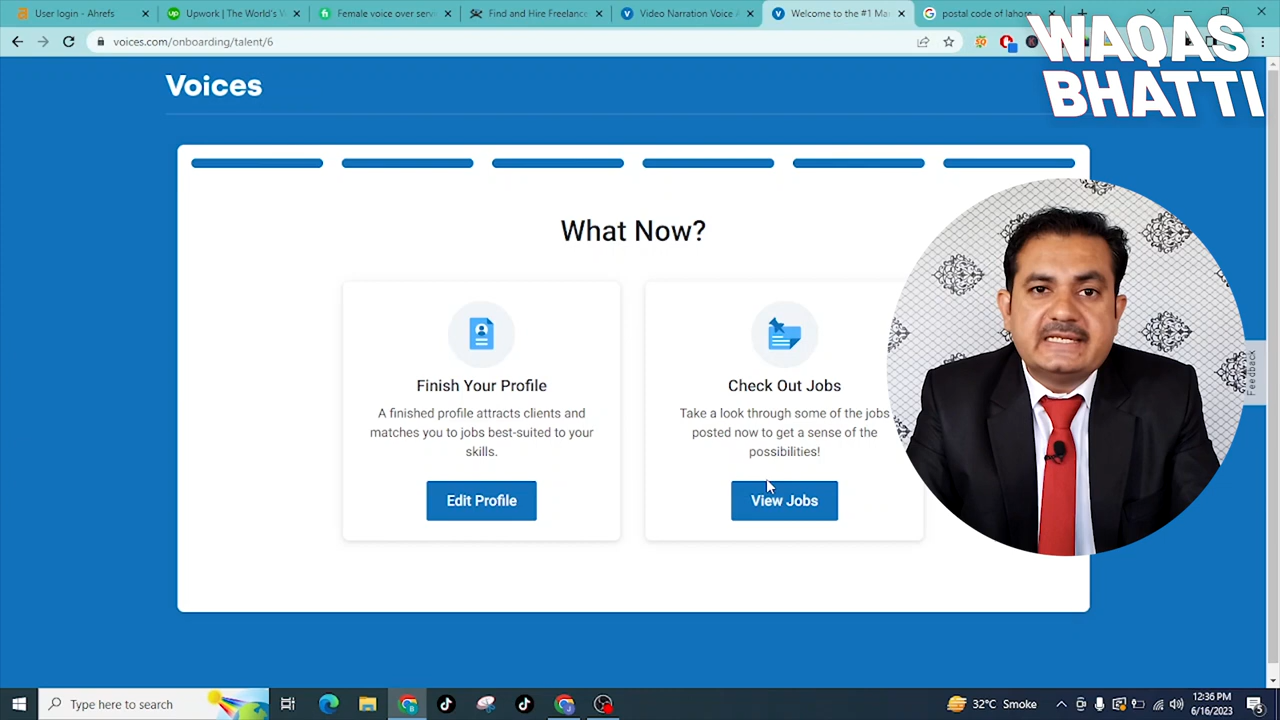 User login - Ahrefs
Upwork | The World's V
Female voice over serv
Find and Hire Freelance
Video Narration Voice A
Welcome to the #1 Ma
postal code of lahore
voices.com/onboarding/talent/6
WAQAS
BHATTI
Voices
What Now?
Finish Your Profile
A finished profile attracts clients and
matches you to jobs best-suited to your
skills.
Edit Profile
Check Out Jobs
Take a look through some of the jobs
posted now to get a sense of the
possibilities!
View Jobs
Feedback
Type here to search
32°C Smoke
12:36 PM
6/16/2023